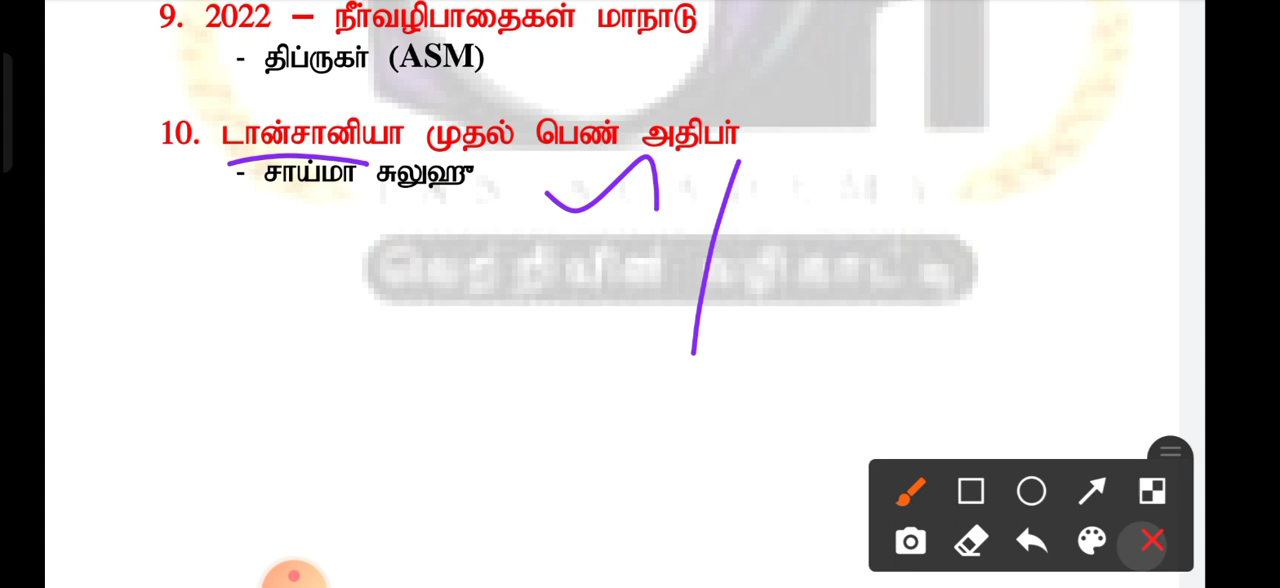 9. 2022 – நீர்வழிபாதைகள் மாநாடு
- திப்ருகர் (ASM)
10. டான்சானியா முதல் பெண் அதிபர்
- சாய்மா சுலுஹு